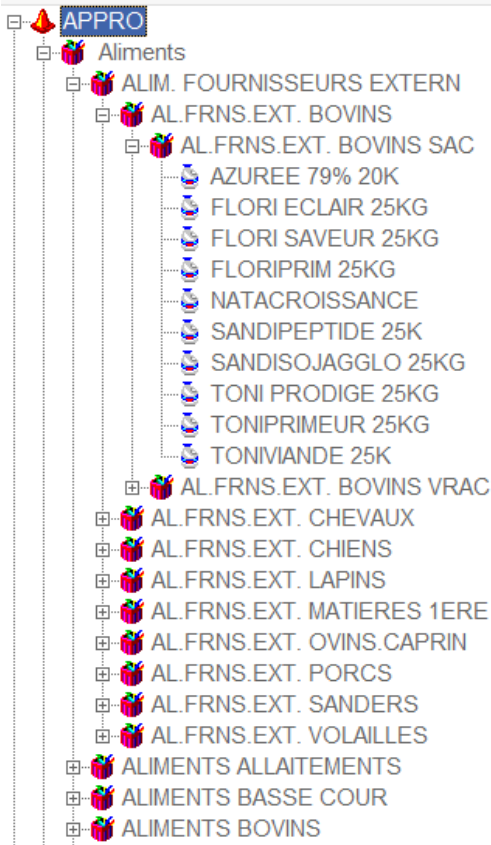 APPRO
Aliments
ALIM. FOURNISSEURS EXTERN
AL.FRNS.EXT. BOVINS
AL.FRNS.EXT. BOVINS SAC
AZUREE 79% 20K
FLORI ECLAIR 25KG
FLORI SAVEUR 25KG
FLORIPRIM 25KG
NATACROISSANCE
SANDIPEPTIDE 25K
SANDISOJAGGLO 25KG
TONI PRODIGE 25KG
TONIPRIMEUR 25KG
TONIVIANDE 25K
AL.FRNS.EXT. BOVINS VRAC
AL.FRNS.EXT. CHEVAUX
AL.FRNS.EXT. CHIENS
AL.FRNS.EXT. LAPINS
AL.FRNS.EXT. MATIERES 1ERE
AL.FRNS.EXT. OVINS.CAPRIN
AL.FRNS.EXT. PORCS
AL.FRNS.EXT. SANDERS
AL.FRNS.EXT. VOLAILLES
ALIMENTS ALLAITEMENTS
ALIMENTS BASSE COUR
ALIMENTS BOVINS